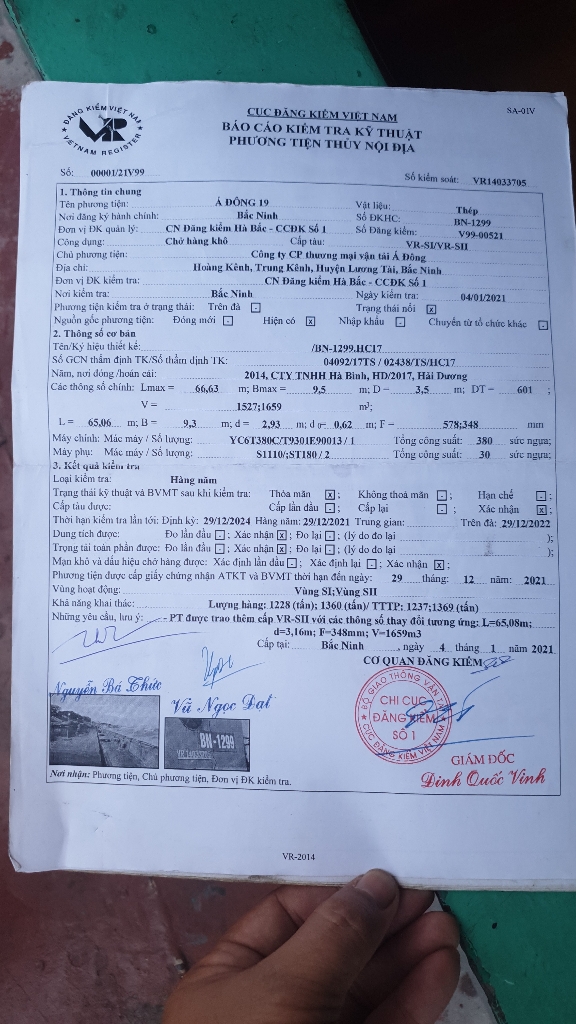 ĐĂNG KIỂM VIỆT NAM
VR
VIETNAM REGISTER
CỤC ĐĂNG KIỂM VIỆT NAM
SA-01V
BÁO CÁO KIỂM TRA KỸ THUẬT
PHƯƠNG TIỆN THỦY NỘI ĐỊA
Số: 00001/21V99
Số kiểm soát: VR14033705
1. Thông tin chung
Tên phương tiện: Á ĐÔNG 19 Vật liệu: Thép
Nơi đăng ký hành chính: Bắc Ninh Số ĐKHC: BN-1299
Đơn vị ĐK quản lý: CN Đăng kiểm Hà Bắc - CCĐK Số 1 Số Đăng kiểm: V99-00521
Công dụng: Chở hàng khô Cấp tàu: VR-SI/VR-SII
Chủ phương tiện: Công ty CP thương mại vận tải Á Đông
Địa chỉ: Hoàng Kênh, Trung Kênh, Huyện Lương Tài, Bắc Ninh
Đơn vị ĐK kiểm tra: CN Đăng kiểm Hà Bắc - CCĐK Số 1
Nơi kiểm tra: Bắc Ninh Ngày kiểm tra: 04/01/2021
Phương tiện kiểm tra ở trạng thái: Trên đà - Trạng thái nổi x
Nguồn gốc phương tiện: Đóng mới - Hiện có x Nhập khẩu - Chuyển từ tổ chức khác -
2. Thông số cơ bản
Tên/Ký hiệu thiết kế: /BN-1299.HC17
Số GCN thẩm định TK/Số thẩm định TK: 04092/17TS / 02438/TS/HC17
Năm, nơi đóng /hoán cải: 2014, CTY TNHH Hà Bình, HD/2017, Hải Dương
Các thông số chính: Lmax = 66,63 m; Bmax = 9,5 m; D = 3,5 m; DT = 601 ;
V = 1527;1659 m³;
L = 65,06 m; B = 9,3 m; d = 2,93 m; d = 0,62 m; F = 578;348 mm
Máy chính: Mác máy / Số lượng: YC6T380C/T9301E90013 / 1 Tổng công suất: 380 sức ngựa;
Máy phụ: Mác máy / Số lượng: S1110/;ST180 / 2 Tổng công suất: 30 sức ngựa;
3. Kết quả kiểm tra
Loại kiểm tra: Hàng năm
Trạng thái kỹ thuật và BVMT sau khi kiểm tra: Thỏa mãn x ; Không thoả mãn - ; Hạn chế - ;
Cấp tàu được: Cấp lần đầu - ; Cấp lại - ; Xác nhận x ;
Thời hạn kiểm tra lần tới: Định kỳ: 29/12/2024 Hàng năm: 29/12/2021 Trung gian: Trên đà: 29/12/2022
Dung tích được: Đo lần đầu - ; Xác nhận x ; Đo lại - ; (lý do đo lại );
Trọng tải toàn phần được: Đo lần đầu - ; Xác nhận x ; Đo lại - ; (lý do đo lại );
Mạn khô và dấu hiệu chở hàng được: Xác định lần đầu - ; Xác định lại - ; Xác nhận x ;
Phương tiện được cấp giấy chứng nhận ATKT và BVMT thời hạn đến ngày: 29 tháng: 12 năm: 2021
Vùng hoạt động: Vùng SI;Vùng SII
Khả năng khai thác: Lượng hàng: 1228 (tấn); 1360 (tấn)/ TTTP: 1237;1369 (tấn)
Những yêu cầu, lưu ý: - PT được trao thêm cấp VR-SII với các thông số thay đổi tương ứng: L=65,08m;
d=3,16m; F=348mm; V=1659m3
Cấp tại: Bắc Ninh , ngày 4 tháng 1 năm 2021
CƠ QUAN ĐĂNG KIỂM
Nguyễn Bá Thức
Vũ Ngọc Đạt
BỘ GIAO THÔNG VẬN TẢI
CHI CỤC
ĐĂNG KIỂM
SỐ 1
CỤC ĐĂNG KIỂM VIỆT NAM
BN-1299
GIÁM ĐỐC
Đinh Quốc Vinh
Nơi nhận: Phương tiện, Chủ phương tiện, Đơn vị ĐK kiểm tra.
VR-2014